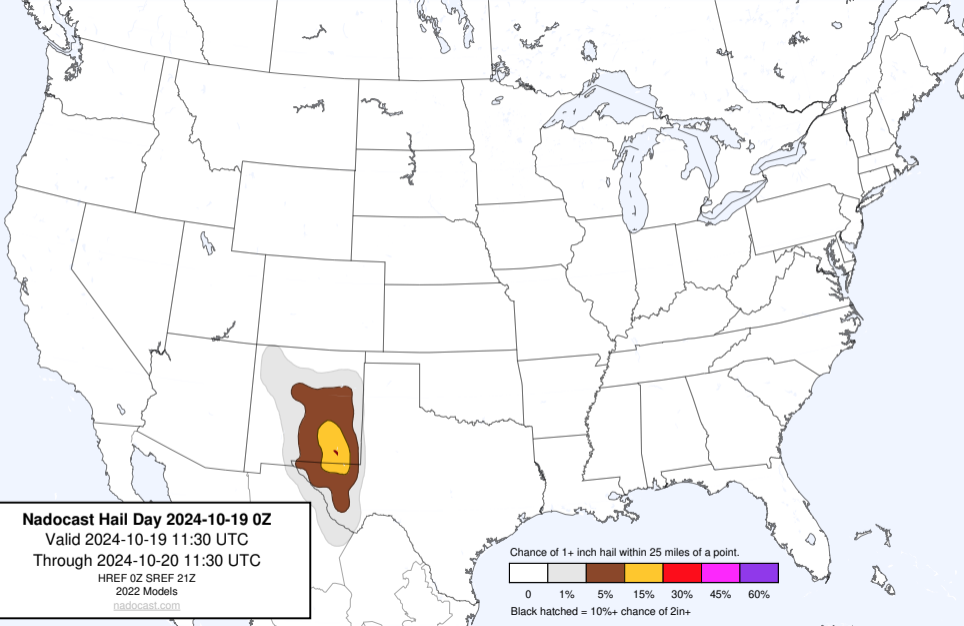 Nadocast Hail Day 2024-10-19 0Z
Valid 2024-10-19 11:30 UTC
Through 2024-10-20 11:30 UTC
HREF 0Z SREF 21Z
2022 Models
nadocast.com
Chance of 1+ inch hail within 25 miles of a point.
0 1% 5% 15% 30% 45% 60%
Black hatched = 10%+ chance of 2in+